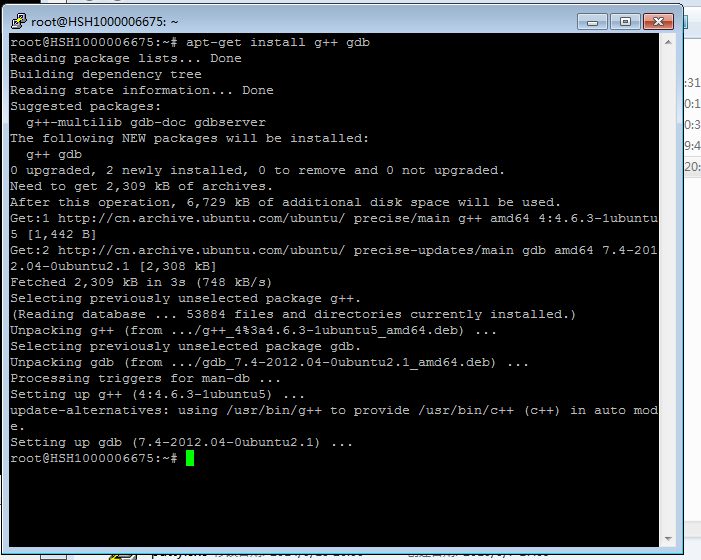 root@HSH1000006675: ~
root@HSH1000006675:~# apt-get install g++ gdb
Reading package lists... Done
Building dependency tree
Reading state information... Done
Suggested packages:
  g++-multilib gdb-doc gdbserver
The following NEW packages will be installed:
  g++ gdb
0 upgraded, 2 newly installed, 0 to remove and 0 not upgraded.
Need to get 2,309 kB of archives.
After this operation, 6,729 kB of additional disk space will be used.
Get:1 http://cn.archive.ubuntu.com/ubuntu/ precise/main g++ amd64 4:4.6.3-1ubuntu
5 [1,442 B]
Get:2 http://cn.archive.ubuntu.com/ubuntu/ precise-updates/main gdb amd64 7.4-201
2.04-0ubuntu2.1 [2,308 kB]
Fetched 2,309 kB in 3s (748 kB/s)
Selecting previously unselected package g++.
(Reading database ... 53884 files and directories currently installed.)
Unpacking g++ (from .../g++_4%3a4.6.3-1ubuntu5_amd64.deb) ...
Selecting previously unselected package gdb.
Unpacking gdb (from .../gdb_7.4-2012.04-0ubuntu2.1_amd64.deb) ...
Processing triggers for man-db ...
Setting up g++ (4:4.6.3-1ubuntu5) ...
update-alternatives: using /usr/bin/g++ to provide /usr/bin/c++ (c++) in auto mod
e.
Setting up gdb (7.4-2012.04-0ubuntu2.1) ...
root@HSH1000006675:~#
:31
0:1
0:3
9:4
20: